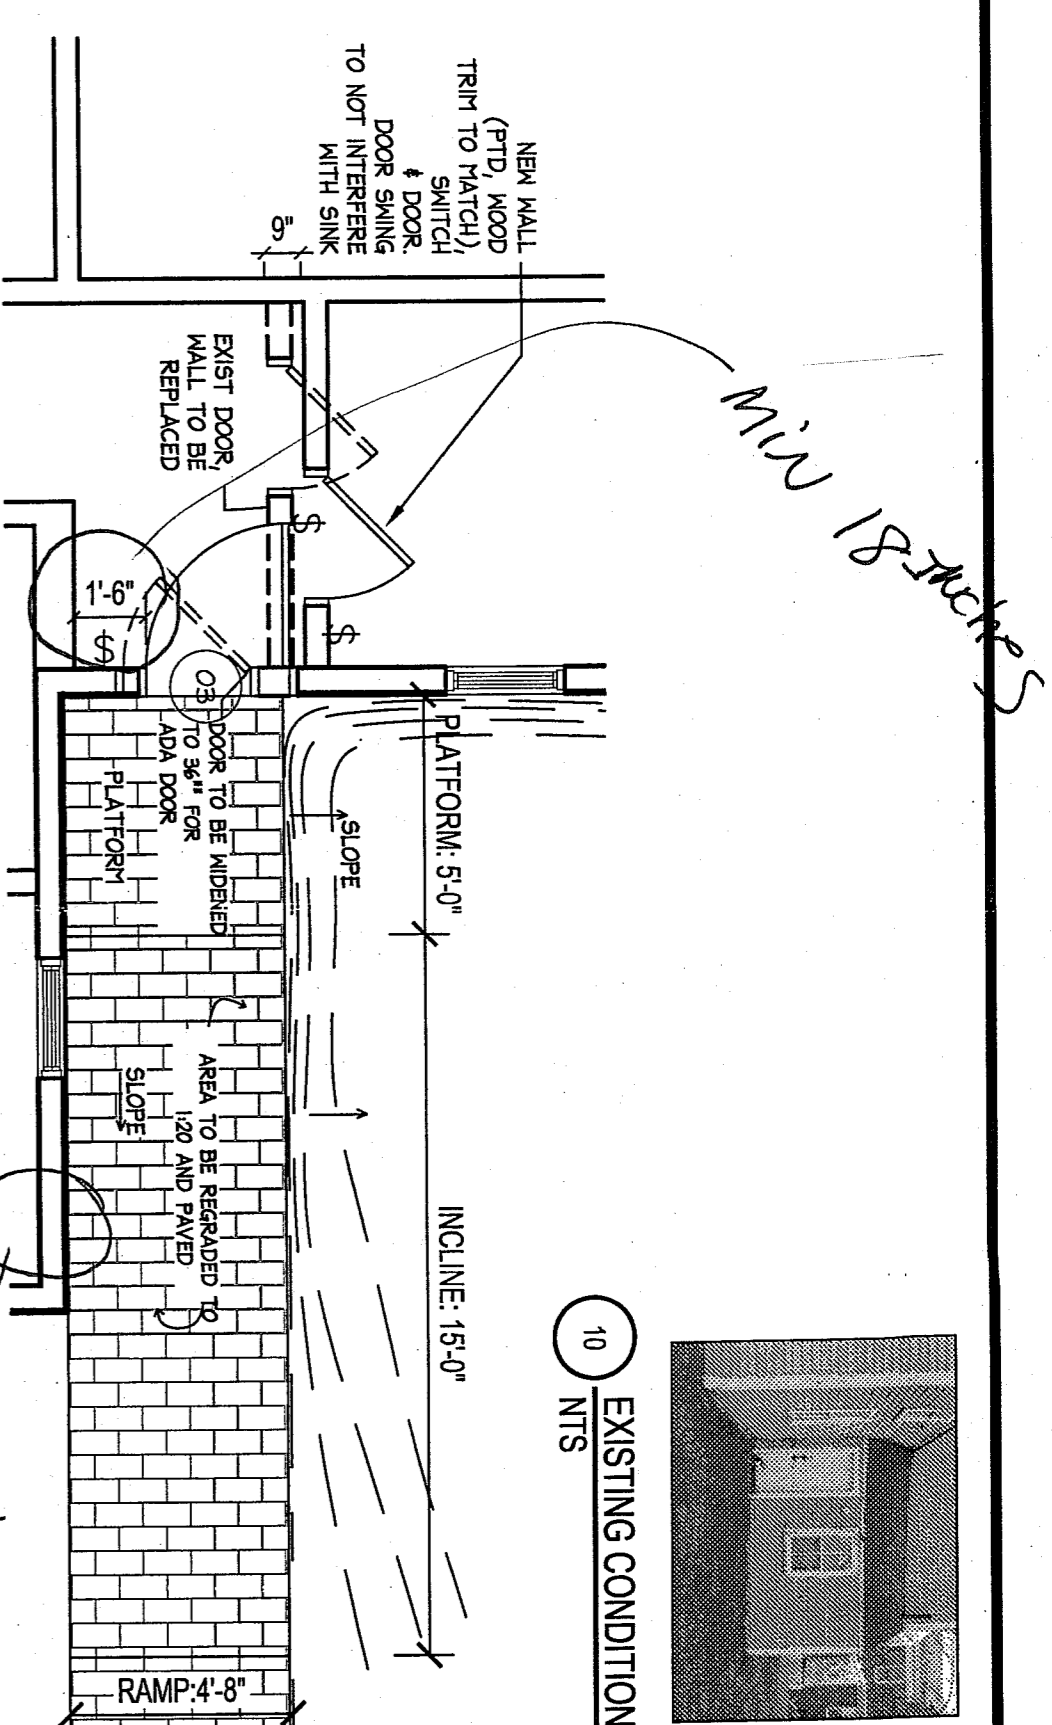 NEW WALL
(PTD, WOOD
TRIM TO MATCH),
SWITCH
& DOOR.
DOOR SWING
TO NOT INTERFERE
WITH SINK
9"
MIN 18 INCHES
EXIST DOOR,
WALL TO BE
REPLACED
$
$
1'-6"
$
03
DOOR TO BE WIDENED
TO 36"" FOR
ADA DOOR
PLATFORM
PLATFORM: 5'-0"
SLOPE
AREA TO BE REGRADED TO
1:20 AND PAVED
SLOPE
INCLINE: 15'-0"
RAMP:4'-8"
10
EXISTING CONDITION
NTS